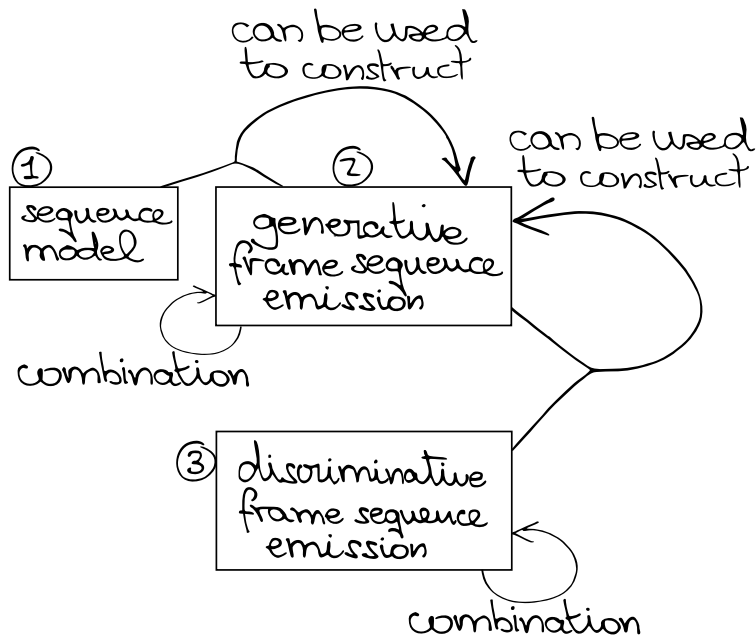 can be used
to construct
can be used
to construct
1
2
sequence
model
generative
frame sequence
emission
combination
3
discriminative
frame sequence
emission
combination